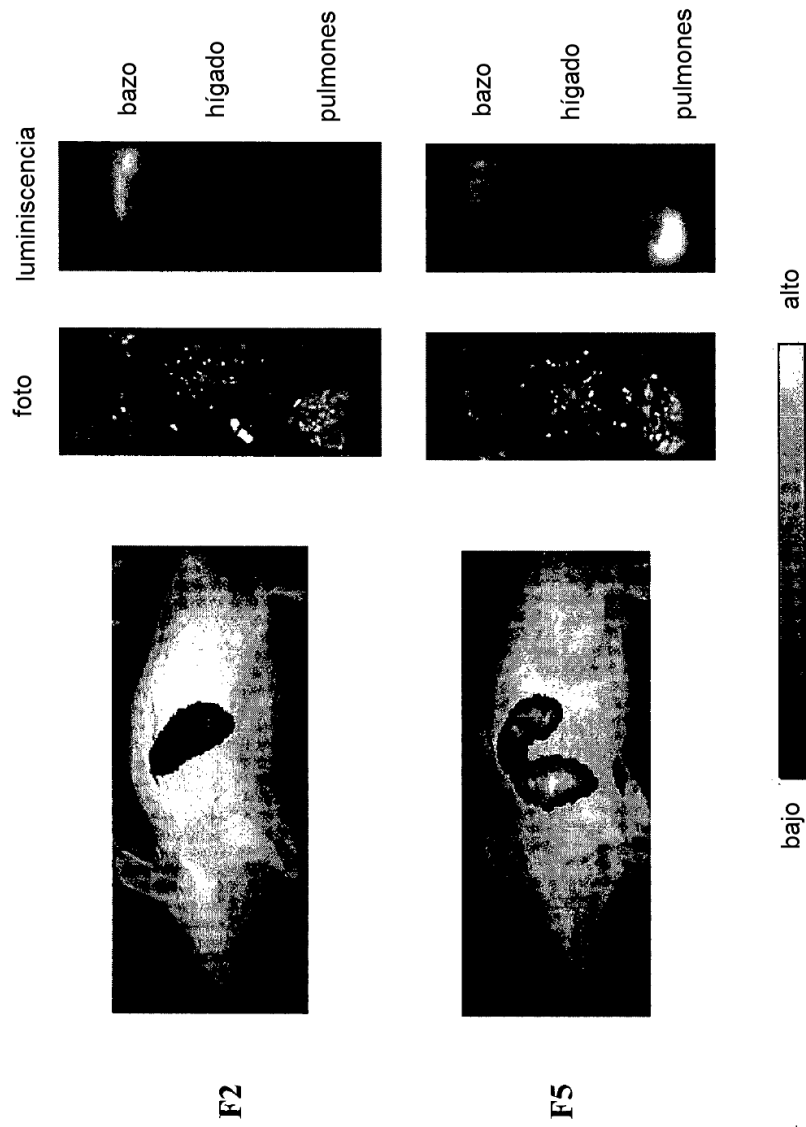 foto
luminiscencia
F2
bazo
hígado
pulmones
F5
bazo
hígado
pulmones
bajo
alto